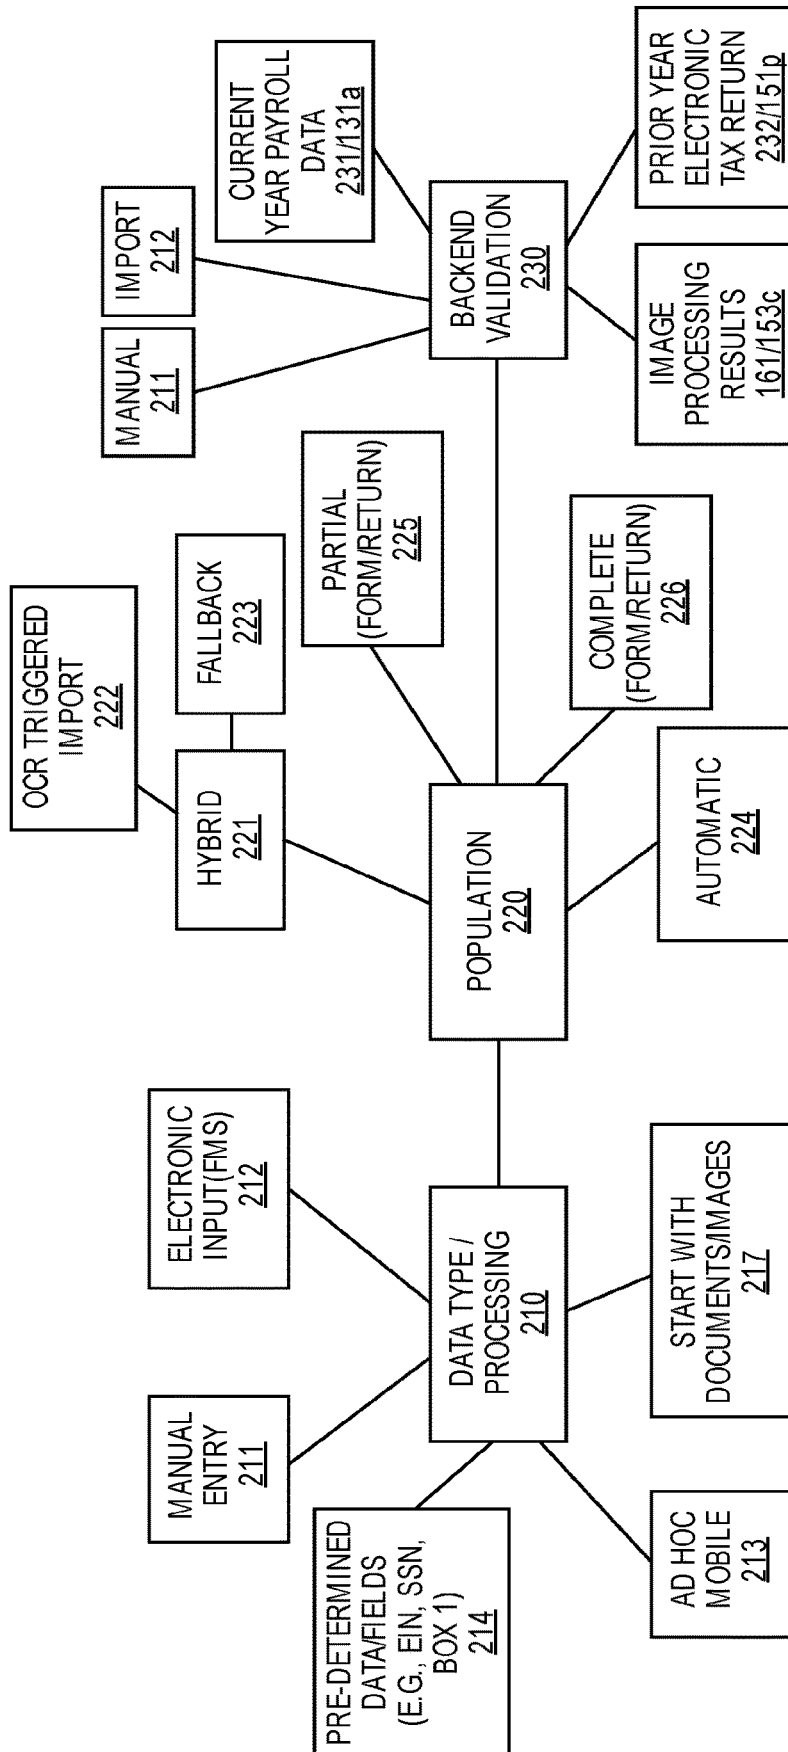 MANUAL
ENTRY
211
ELECTRONIC
INPUT(FMS)
212
PRE-DETERMINED
DATA/FIELDS
(E.G., EIN, SSN,
BOX 1)
214
DATA TYPE /
PROCESSING
210
AD HOC
MOBILE
213
START WITH
DOCUMENTS/IMAGES
217
OCR TRIGGERED
IMPORT
222
HYBRID
221
FALLBACK
223
POPULATION
220
PARTIAL
(FORM/RETURN)
225
AUTOMATIC
224
COMPLETE
(FORM/RETURN)
226
MANUAL
211
IMPORT
212
CURRENT
YEAR PAYROLL
DATA
231/131a
BACKEND
VALIDATION
230
IMAGE
PROCESSING
RESULTS
161/153c
PRIOR YEAR
ELECTRONIC
TAX RETURN
232/151p